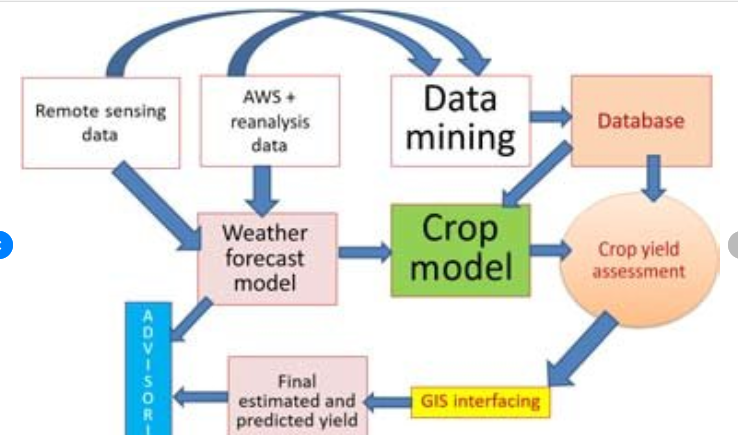 Remote sensing
data
AWS +
reanalysis
data
Data
mining
Database
Weather
forecast
model
Crop
model
Crop yield
assessment
A
D
V
I
S
O
R
I
Final
estimated and
predicted yield
GIS interfacing